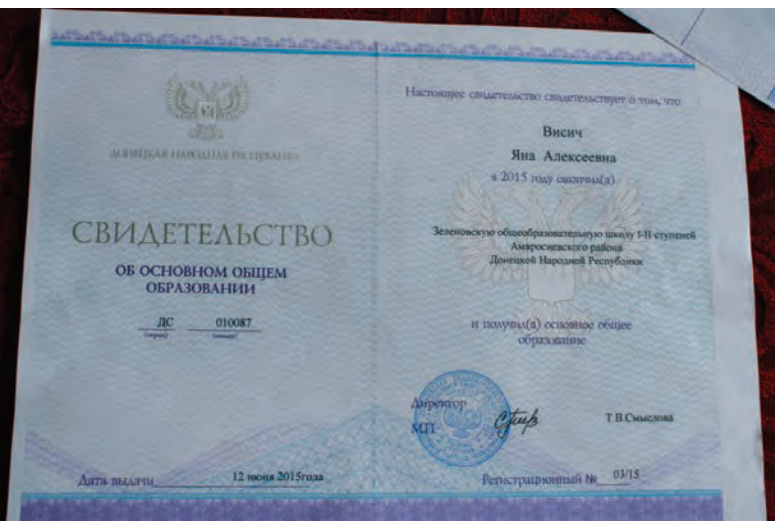 ДОНЕЦКАЯ НАРОДНАЯ РЕСПУБЛИКА
СВИДЕТЕЛЬСТВО
ОБ ОСНОВНОМ ОБЩЕМ
ОБРАЗОВАНИИ
ДС 010087
(серия) (номер)
Дата выдачи 12 июня 2015года
Настоящее свидетельство свидетельствует о том, что
Висич
Яна Алексеевна
в 2015 году окончил(а)
Зеленовскую общеобразовательную школу I-II ступеней
Амвросиевского района
Донецкой Народной Республики
и получил(а) основное общее
образование
Директор
МП
Т.В.Смыслова
Регистрационный № 03/15